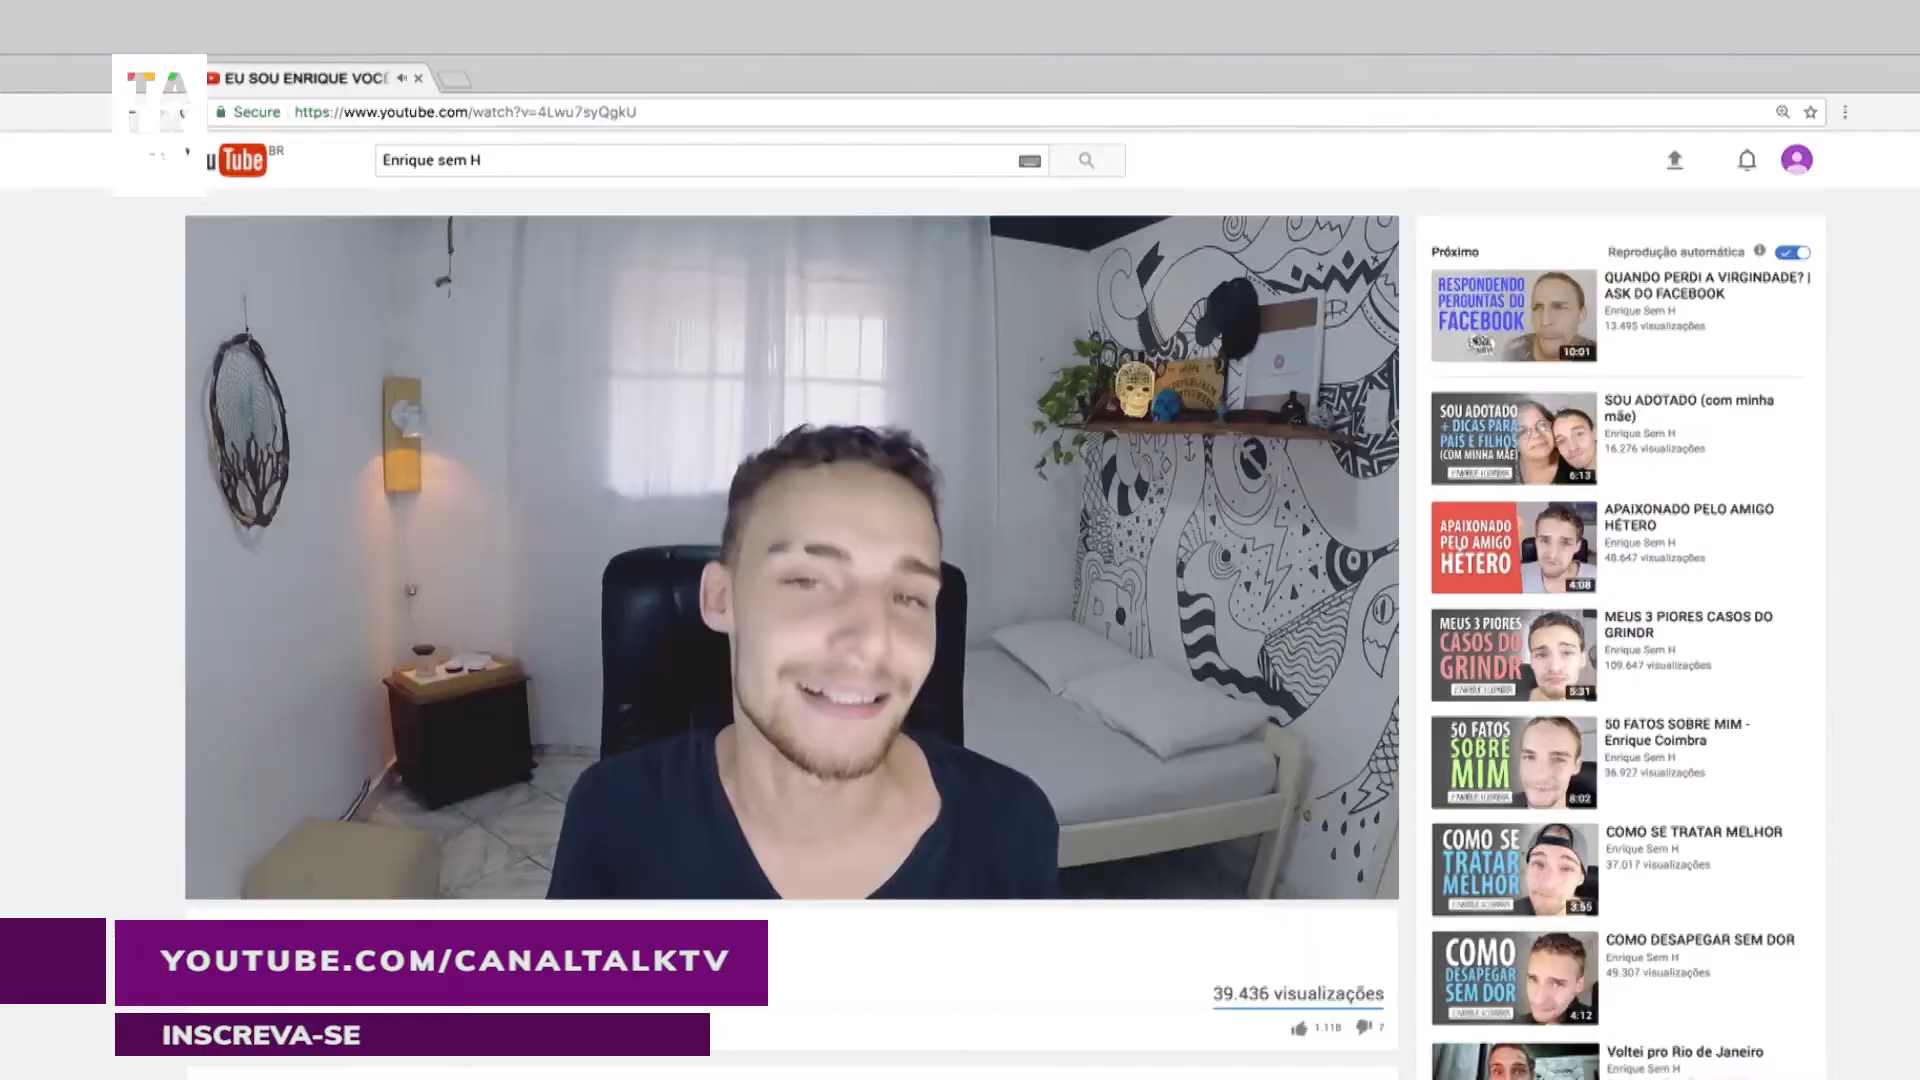 TA
EU SOU ENRIQUE VOCÊ
Secure
https://www.youtube.com/watch?v=4Lwu7syQgkU
uTube BR
Enrique sem H
Próximo
Reprodução automática
RESPONDENDO
PERGUNTAS DO
FACEBOOK
10:01
QUANDO PERDI A VIRGINDADE? |
ASK DO FACEBOOK
Enrique Sem H
13.495 visualizações
SOU ADOTADO
+ DICAS PARA
PAIS E FILHOS
(COM MINHA MÃE)
6:13
SOU ADOTADO (com minha
mãe)
Enrique Sem H
16.276 visualizações
APAIXONADO
PELO AMIGO
HÉTERO
4:08
APAIXONADO PELO AMIGO
HÉTERO
Enrique Sem H
48.647 visualizações
MEUS 3 PIORES
CASOS DO
GRINDR
5:31
MEUS 3 PIORES CASOS DO
GRINDR
Enrique Sem H
109.647 visualizações
50 FATOS
SOBRE
MIM
8:02
50 FATOS SOBRE MIM -
Enrique Coimbra
Enrique Sem H
36.927 visualizações
COMO SE
TRATAR
MELHOR
3:55
COMO SE TRATAR MELHOR
Enrique Sem H
37.017 visualizações
COMO
DESAPEGAR
SEM DOR
4:12
COMO DESAPEGAR SEM DOR
Enrique Sem H
49.307 visualizações
Voltei pro Rio de Janeiro
Enrique Sem H
39.436 visualizações
1.118
7
YOUTUBE.COM/CANALTALKTV
INSCREVA-SE